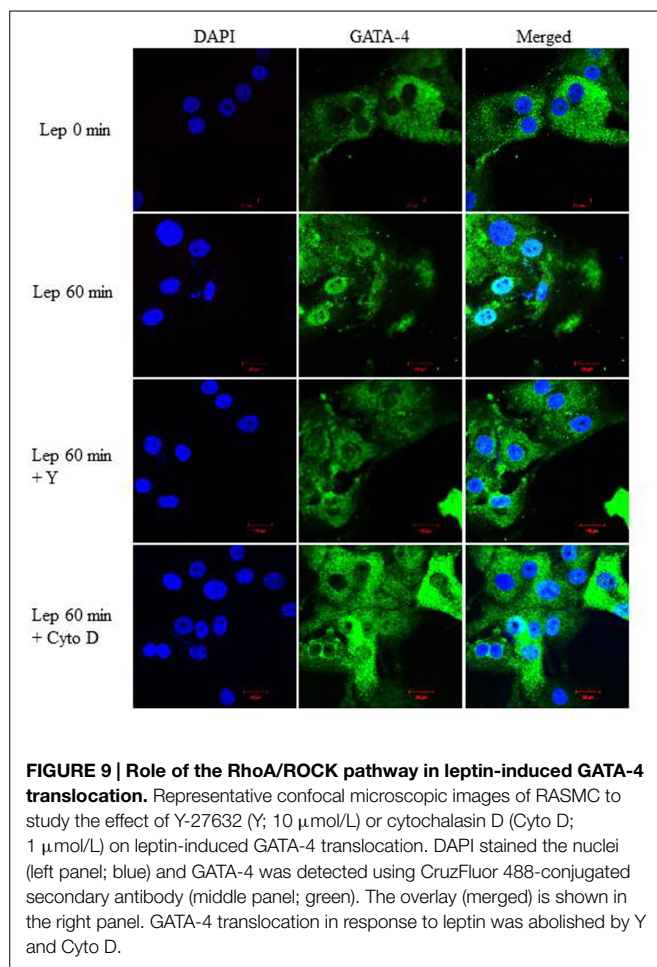 DAPI GATA-4 Merged
Lep 0 min
Lep 60 min
Lep 60 min
+ Y
Lep 60 min
+ Cyto D
FIGURE 9 | Role of the RhoA/ROCK pathway in leptin-induced GATA-4
translocation. Representative confocal microscopic images of RASMC to
study the effect of Y-27632 (Y; 10 μmol/L) or cytochalasin D (Cyto D;
1 μmol/L) on leptin-induced GATA-4 translocation. DAPI stained the nuclei
(left panel; blue) and GATA-4 was detected using CruzFluor 488-conjugated
secondary antibody (middle panel; green). The overlay (merged) is shown in
the right panel. GATA-4 translocation in response to leptin was abolished by Y
and Cyto D.